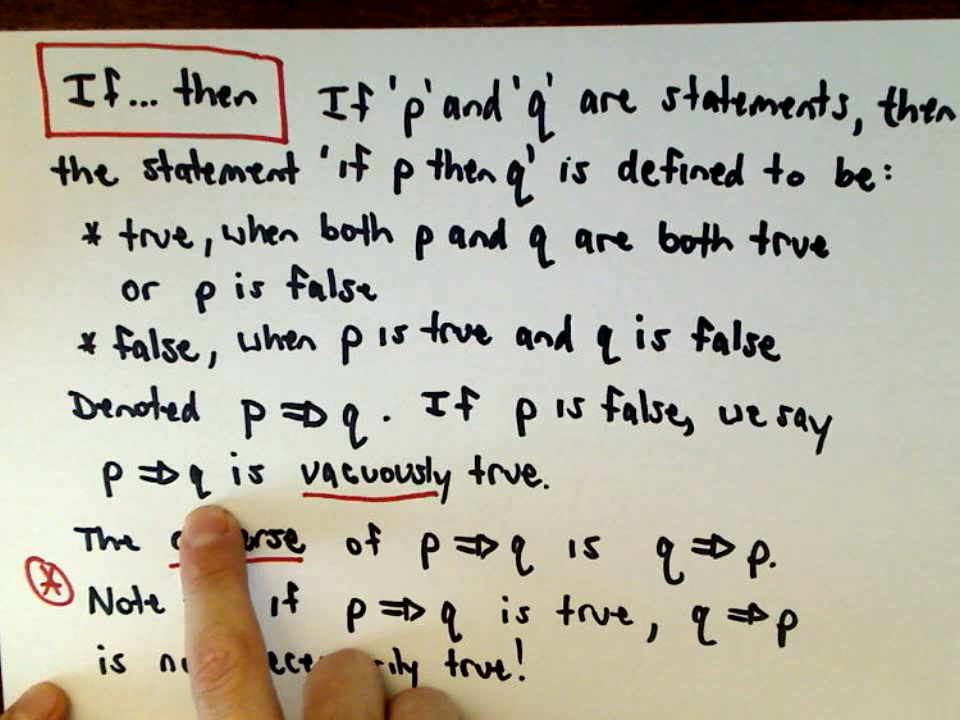 If... then If 'p' and 'q' are statements, then
the statement 'if p then q' is defined to be:
* true, when both p and q are both true
or p is false
* false, when p is true and q is false
Denoted p ⇒ q. If p is false, we say
p ⇒ q is vacuously true.
The of p ⇒ q is q ⇒ p.
* Note if p ⇒ q is true, q ⇒ p
is true!